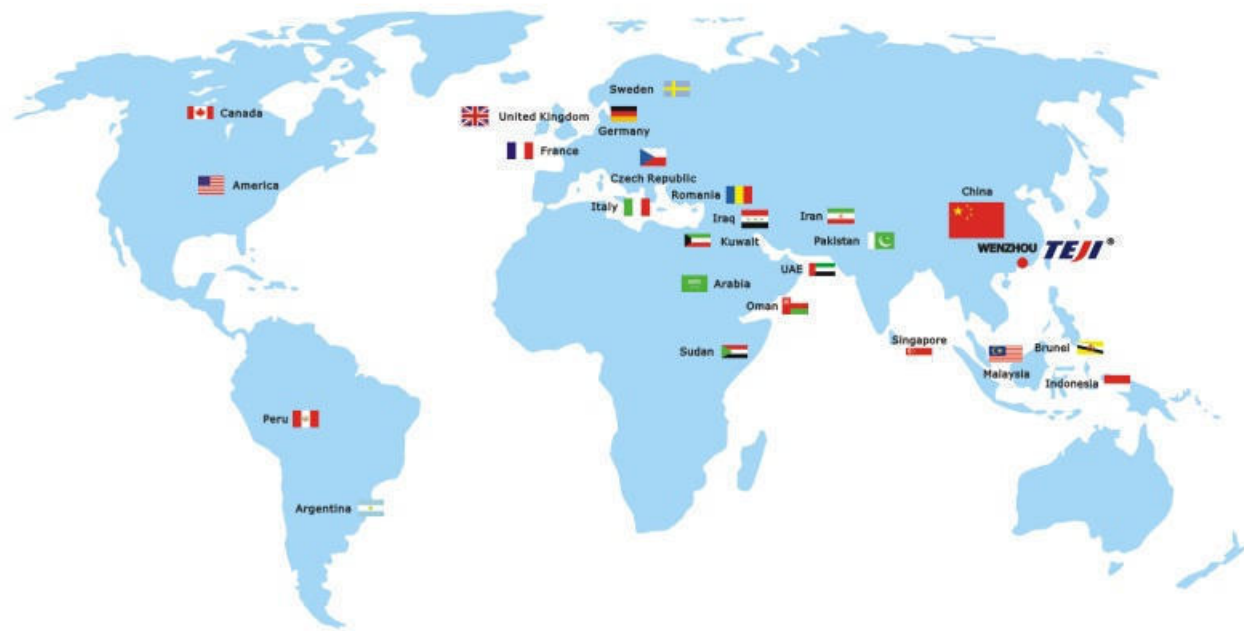 Sweden
Canada
United Kingdom
Germany
France
Czech Republic
America
Romania
China
Italy
Iraq
Iran
Kuwait
Pakistan
WENZHOU TEJI®
UAE
Arabia
Oman
Singapore
Sudan
Brunei
Malaysia
Indonesia
Peru
Argentina